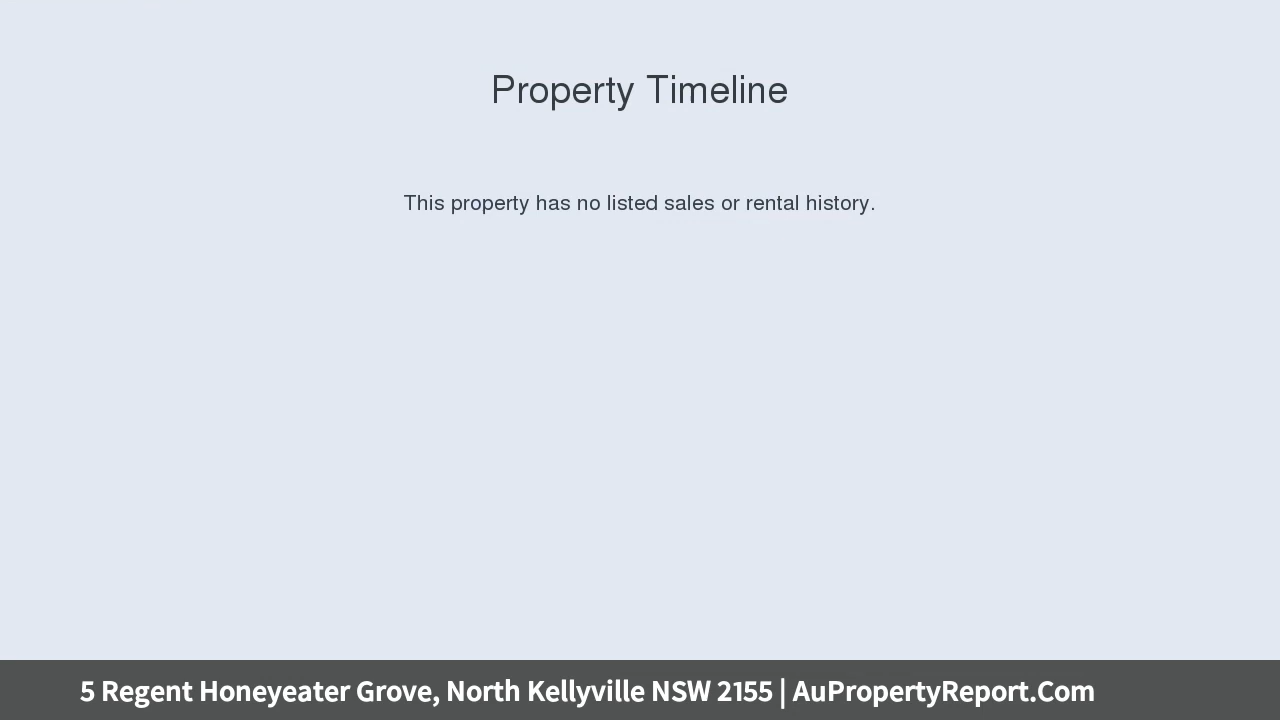 Property Timeline
This property has no listed sales or rental history.
5 Regent Honeyeater Grove, North Kellyville NSW 2155 | AuPropertyReport.Com